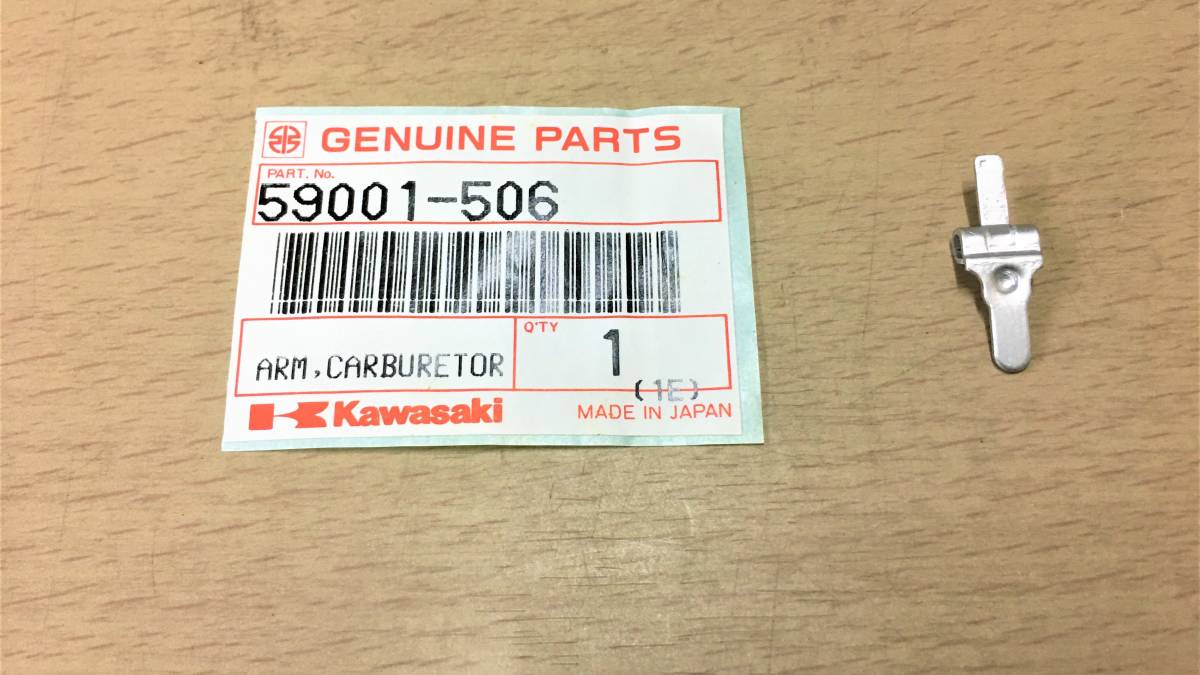 GENUINE PARTS
PART. No.
59001-506
Q'TY
ARM,CARBURETOR 1
(1E)
Kawasaki MADE IN JAPAN